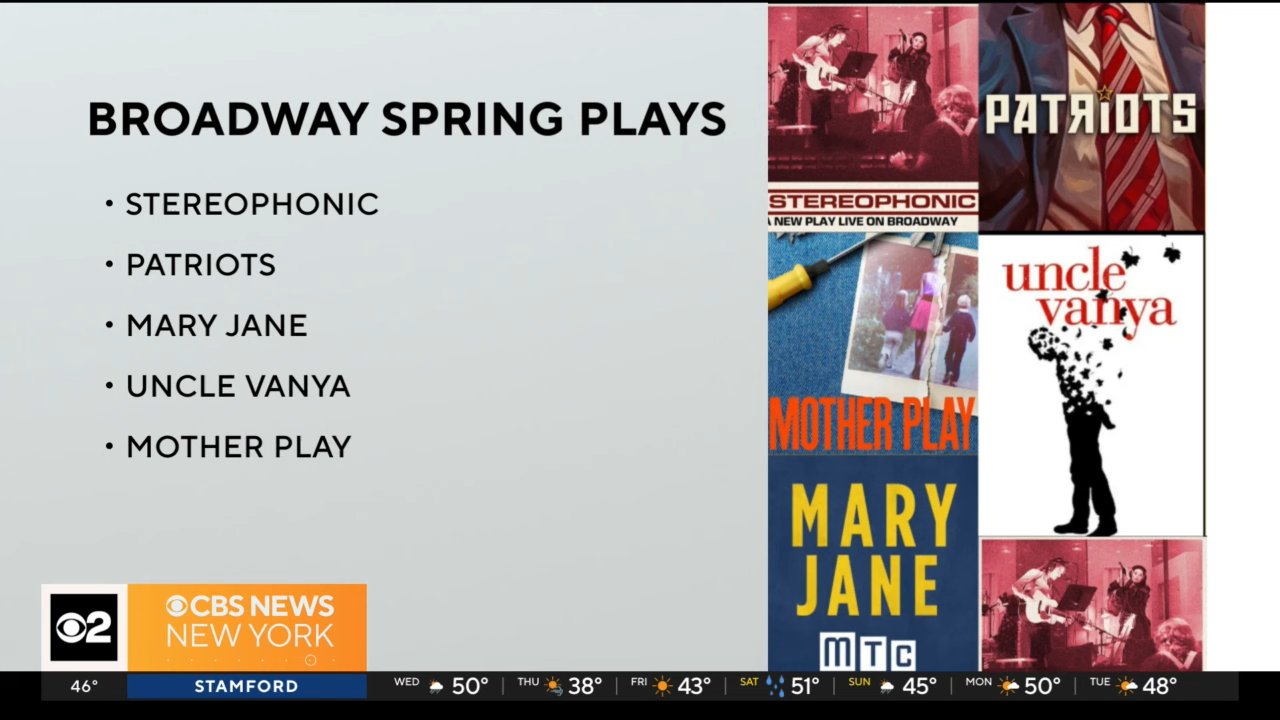 BROADWAY SPRING PLAYS
• STEREOPHONIC
• PATRIOTS
• MARY JANE
• UNCLE VANYA
• MOTHER PLAY
STEREOPHONIC
A NEW PLAY LIVE ON BROADWAY
PATЯIOTS
MOTHER PLAY
uncle
vanya
MARY
JANE
MTC
2
CBS NEWS
NEW YORK
46° STAMFORD WED 50° THU 38° FRI 43° SAT 51° SUN 45° MON 50° TUE 48°